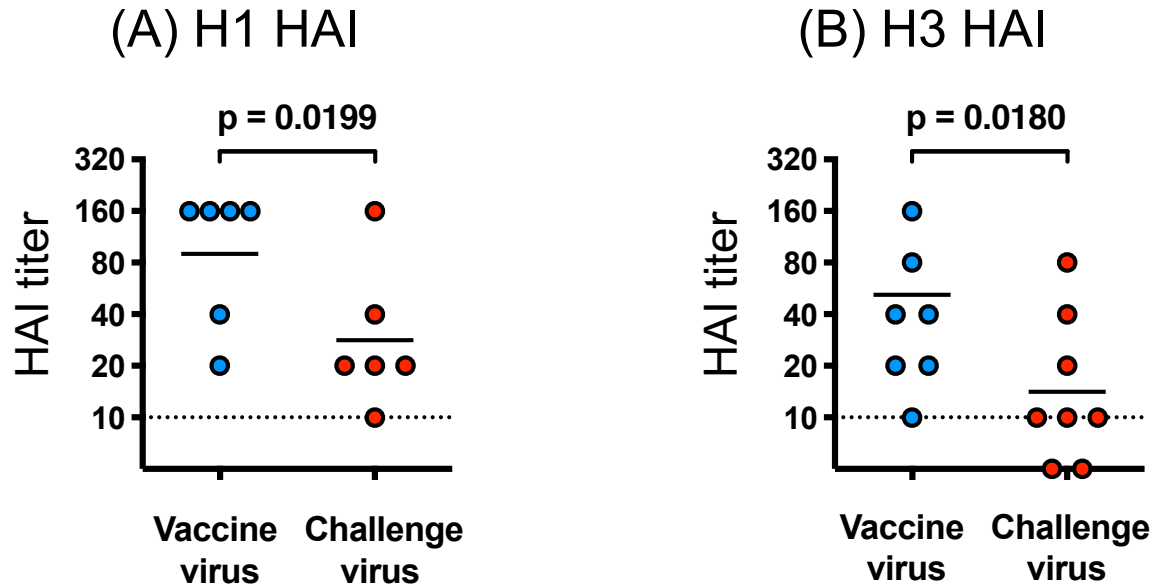 (A) H1 HAI
p = 0.0199
HAI titer
320
160
80
40
20
10
Vaccine virus
Challenge virus
(B) H3 HAI
p = 0.0180
HAI titer
320
160
80
40
20
10
Vaccine virus
Challenge virus